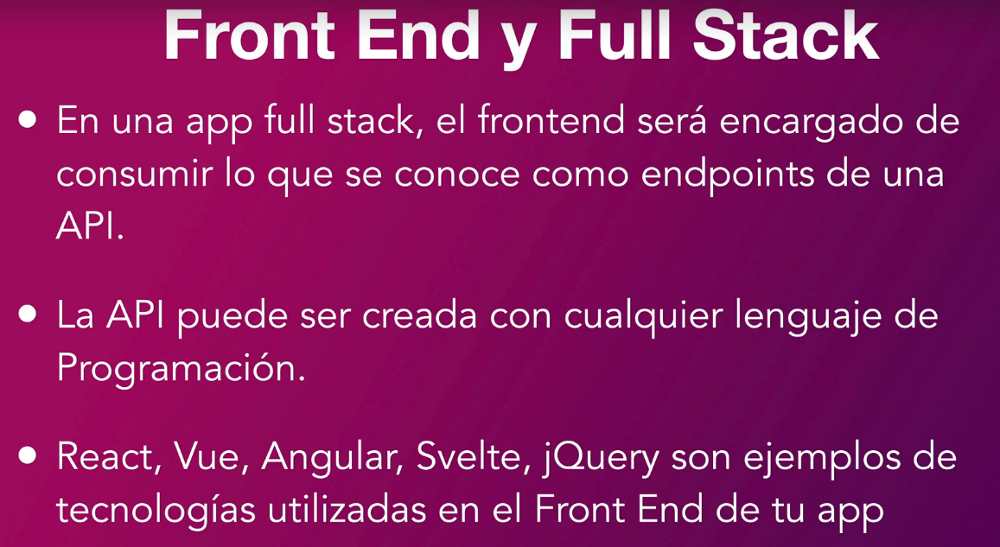 Front End y Full Stack
• En una app full stack, el frontend será encargado de
consumir lo que se conoce como endpoints de una
API.
• La API puede ser creada con cualquier lenguaje de
Programación.
• React, Vue, Angular, Svelte, jQuery son ejemplos de
tecnologías utilizadas en el Front End de tu app